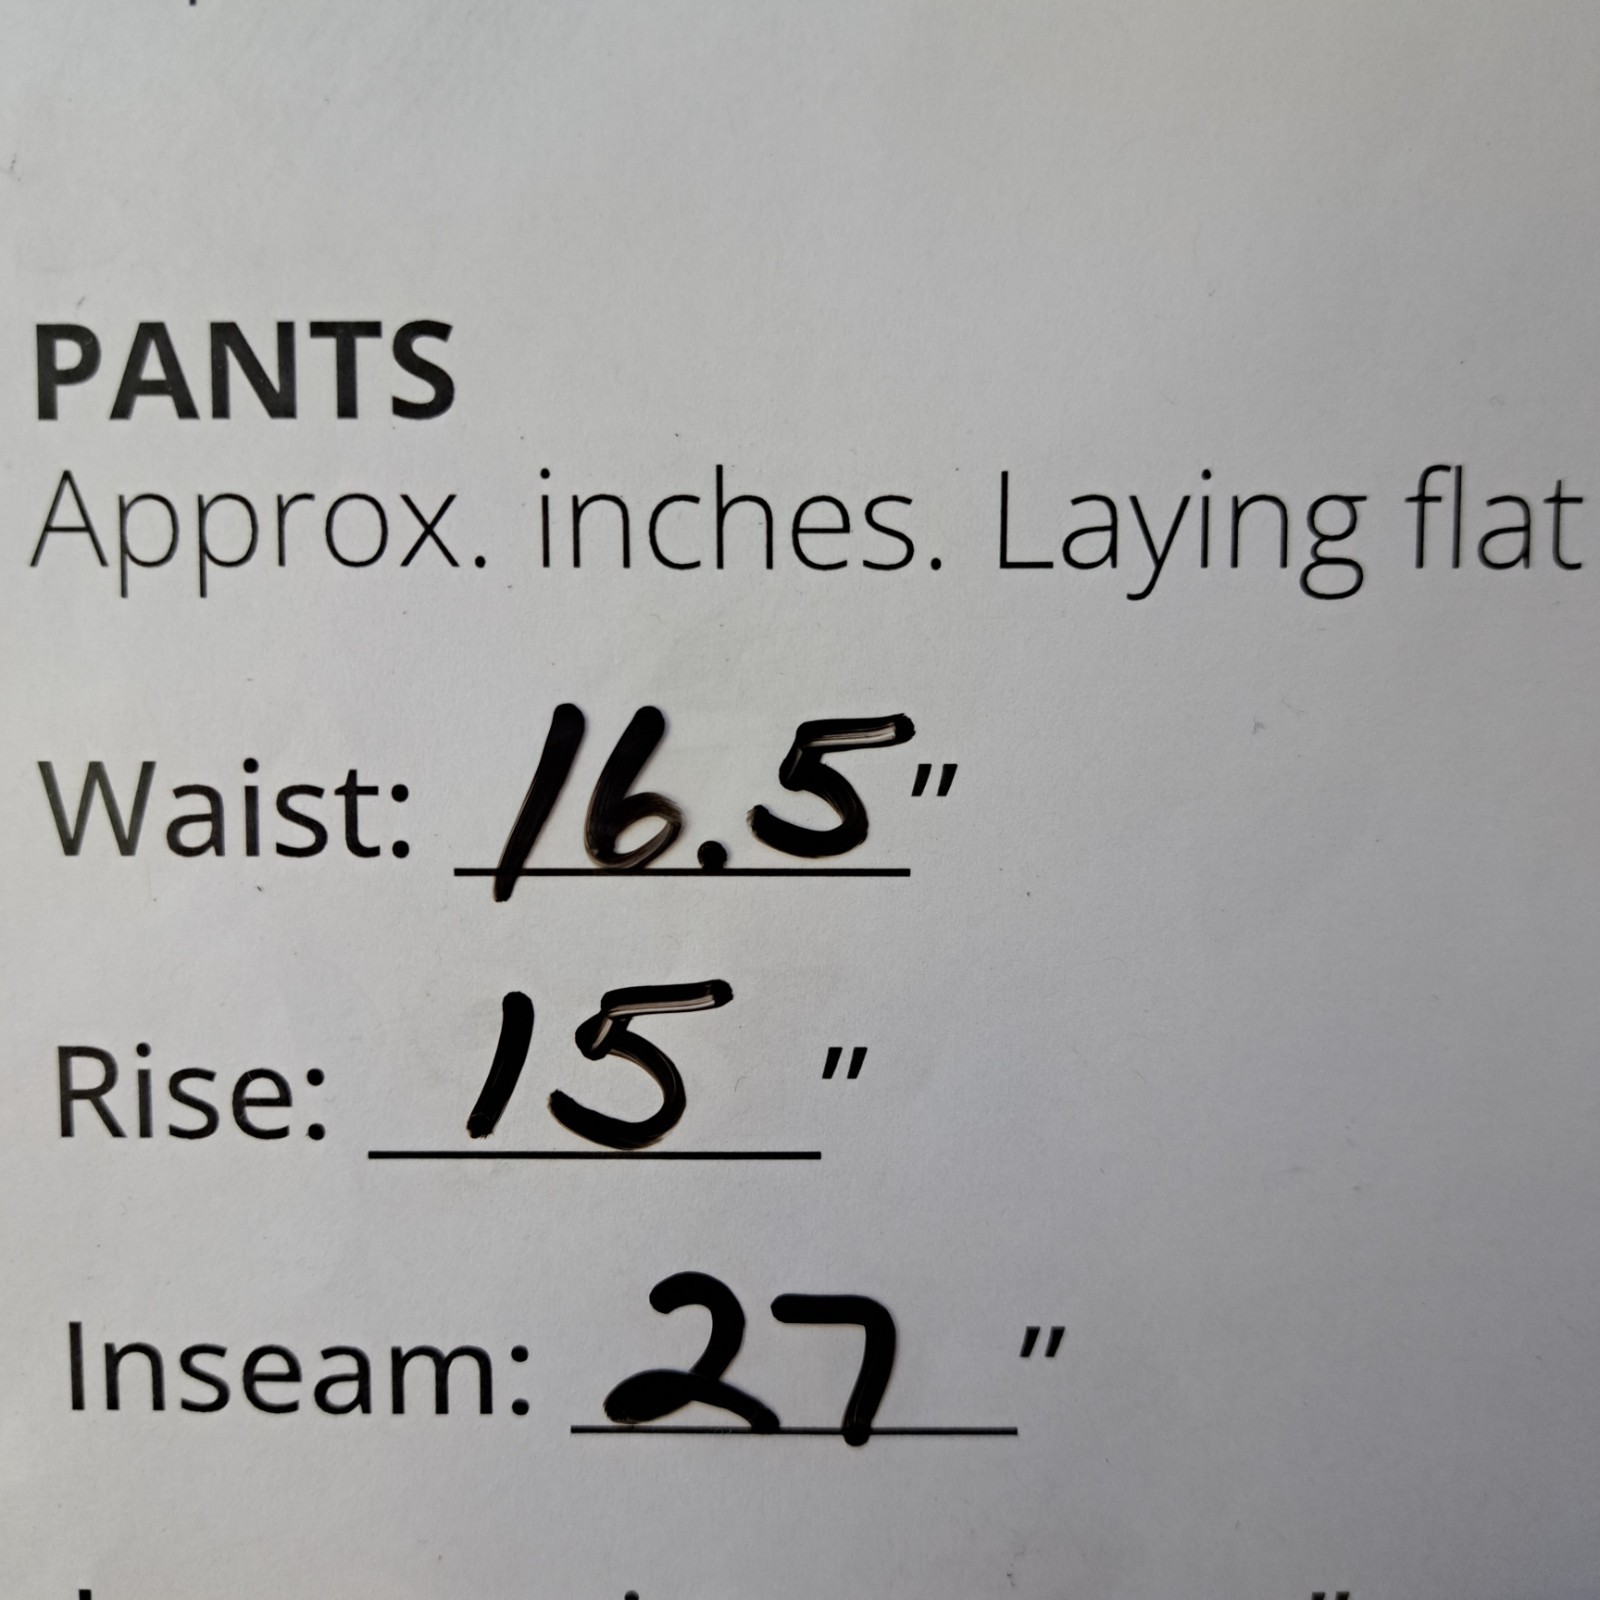 PANTS
Approx. inches. Laying flat
Waist: 16.5"
Rise: 15"
Inseam: 27"